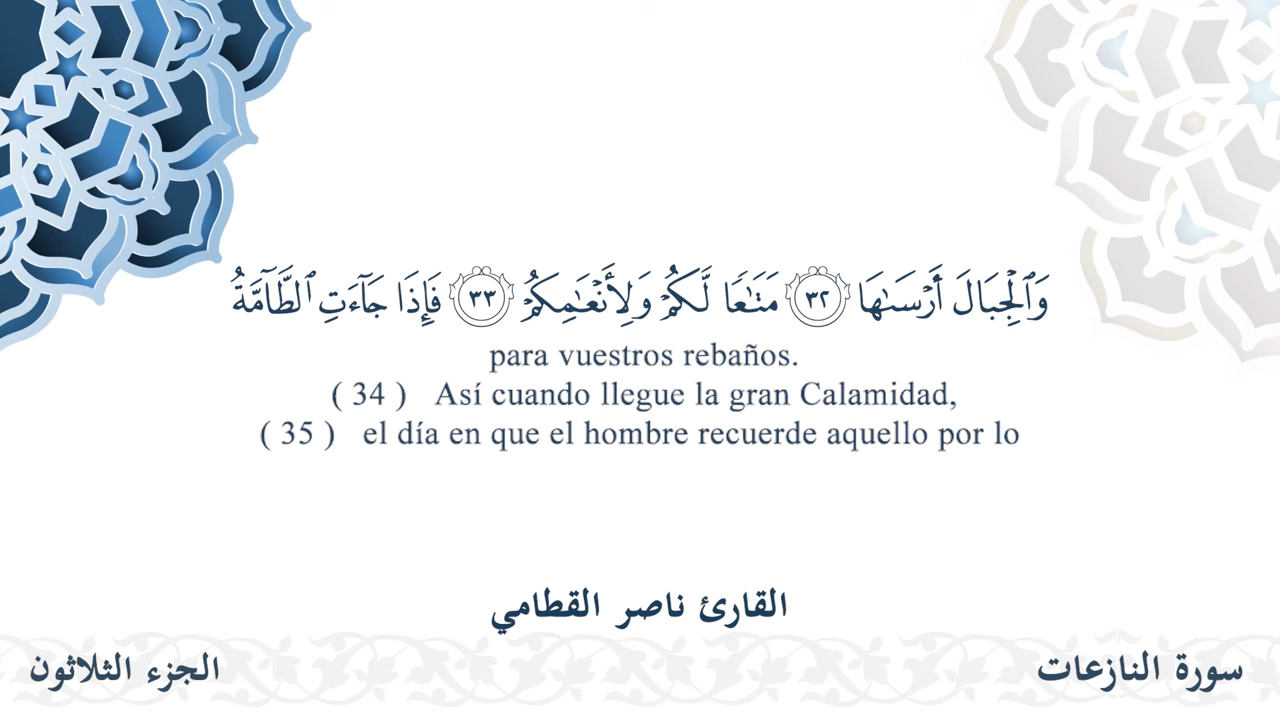 وَٱلْجِبَالَ أَرْسَىٰهَا ٣٢ مَتَـٰعًا لَّكُمْ وَلِأَنْعَـٰمِكُمْ ٣٣ فَإِذَا جَآءَتِ ٱلطَّآمَّةُ
para vuestros rebaños.
( 34 ) Así cuando llegue la gran Calamidad,
( 35 ) el día en que el hombre recuerde aquello por lo
القارئ ناصر القطامي
سورة النازعات
الجزء الثلاثون